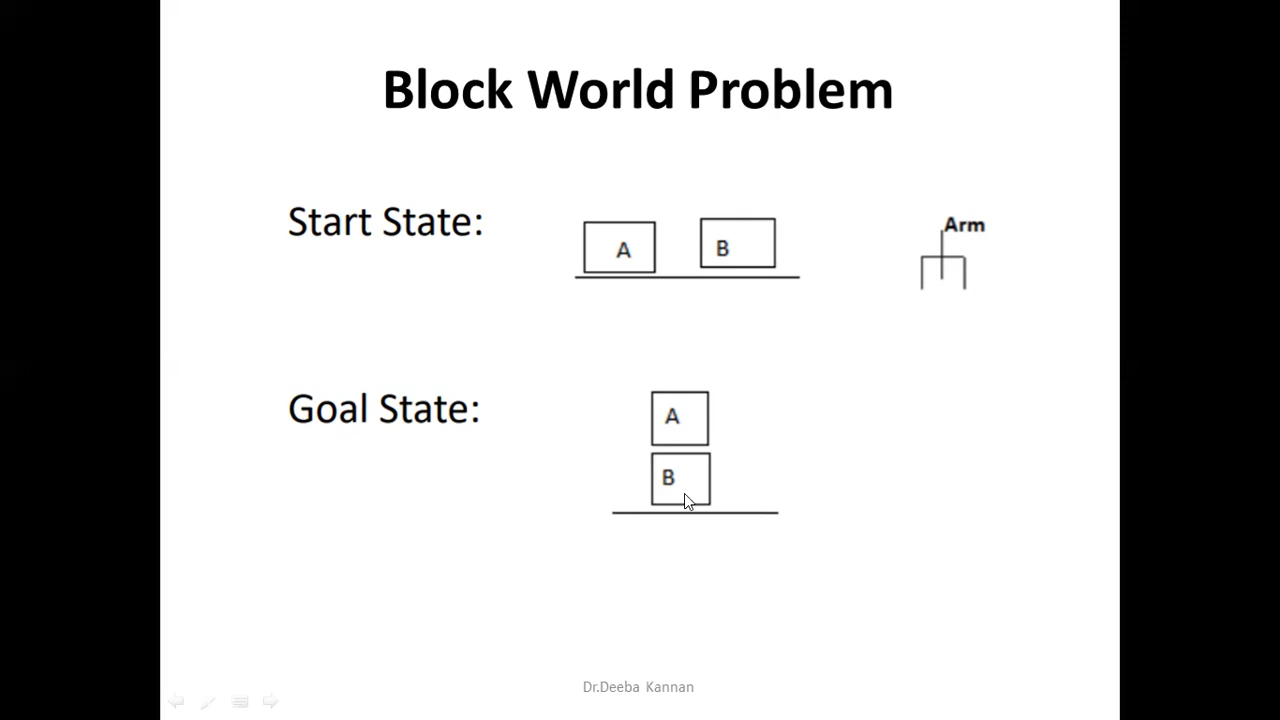 Block World Problem
Start State:
A
B
Arm
Goal State:
A
B
Dr.Deeba Kannan